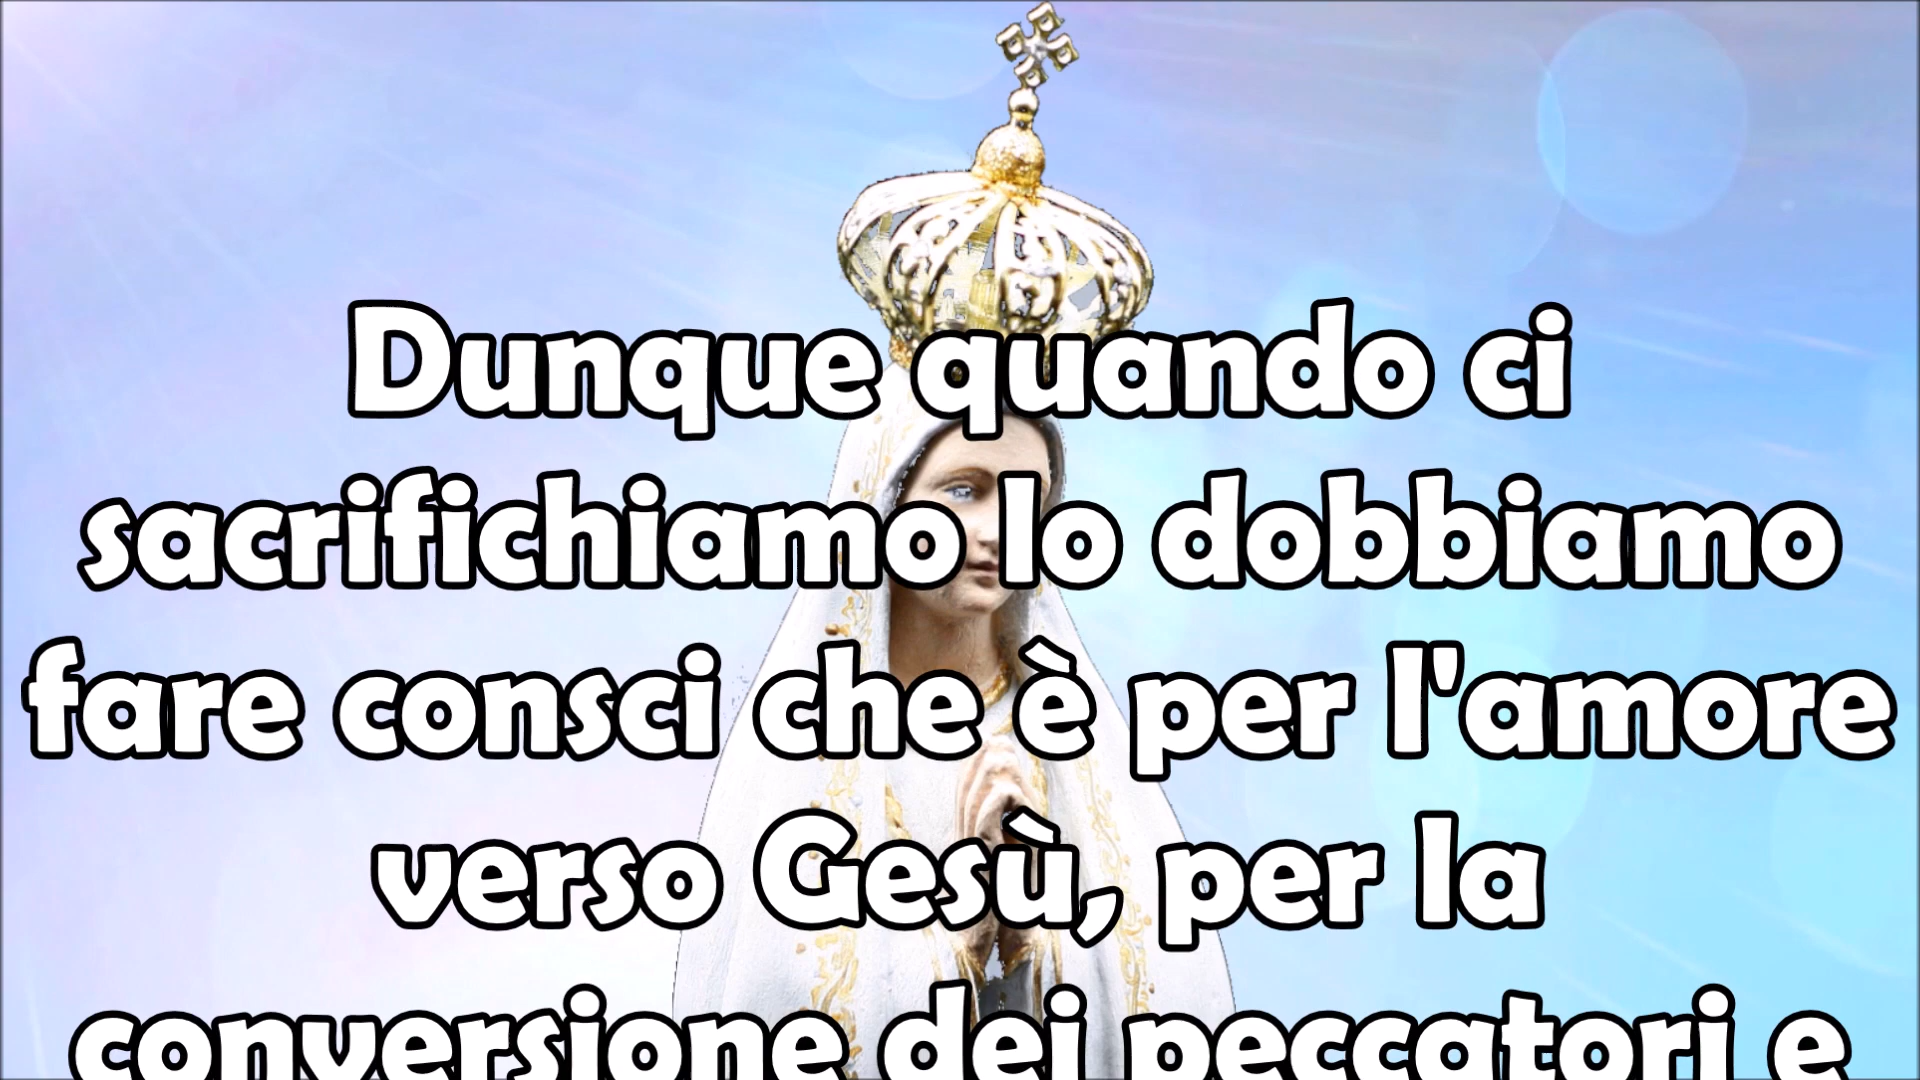 Dunque quando ci
sacrifichiamo lo dobbiamo
fare consci che è per l'amore
verso Gesù, per la
conversione dei peccatori e